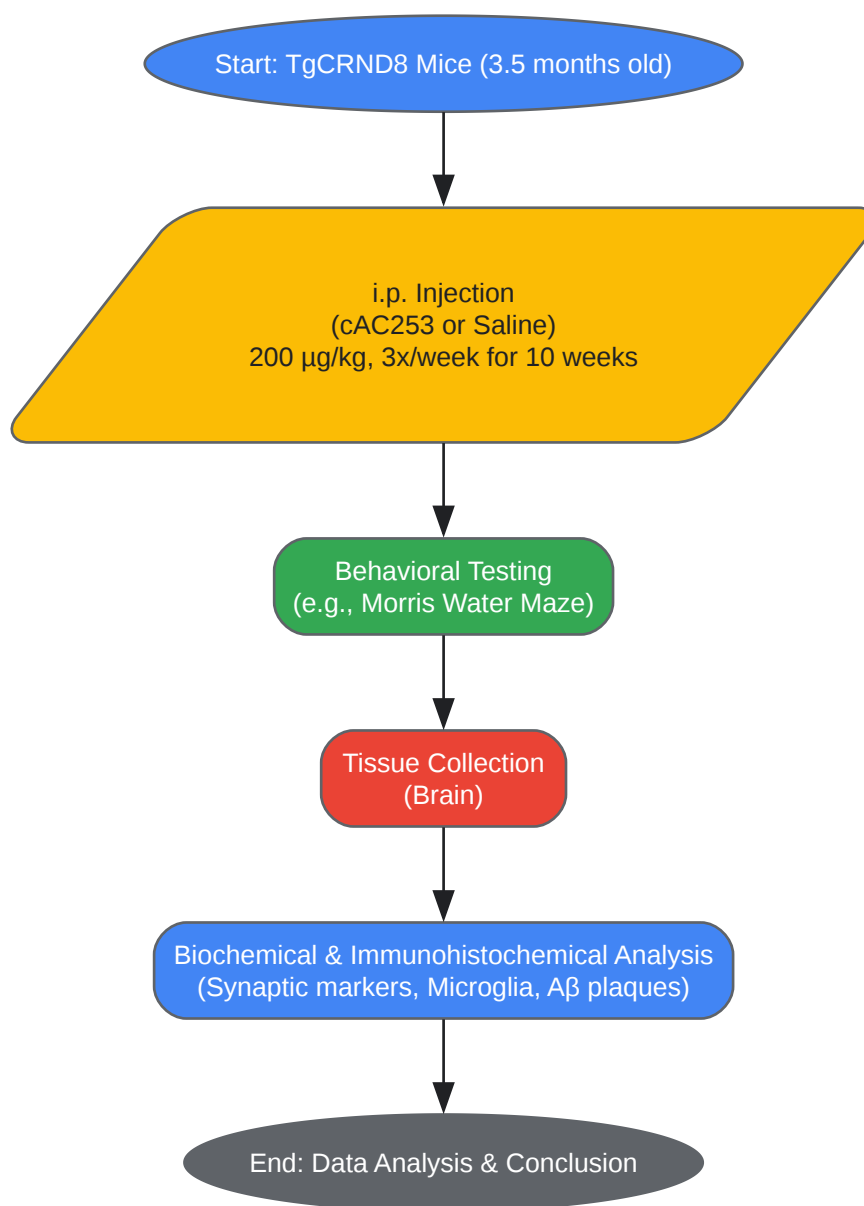 Start: TgCRND8 Mice (3.5 months old)
i.p. Injection
(cAC253 or Saline)
200 µg/kg, 3x/week for 10 weeks
Behavioral Testing
(e.g., Morris Water Maze)
Tissue Collection
(Brain)
Biochemical & Immunohistochemical Analysis
(Synaptic markers, Microglia, Aβ plaques)
End: Data Analysis & Conclusion